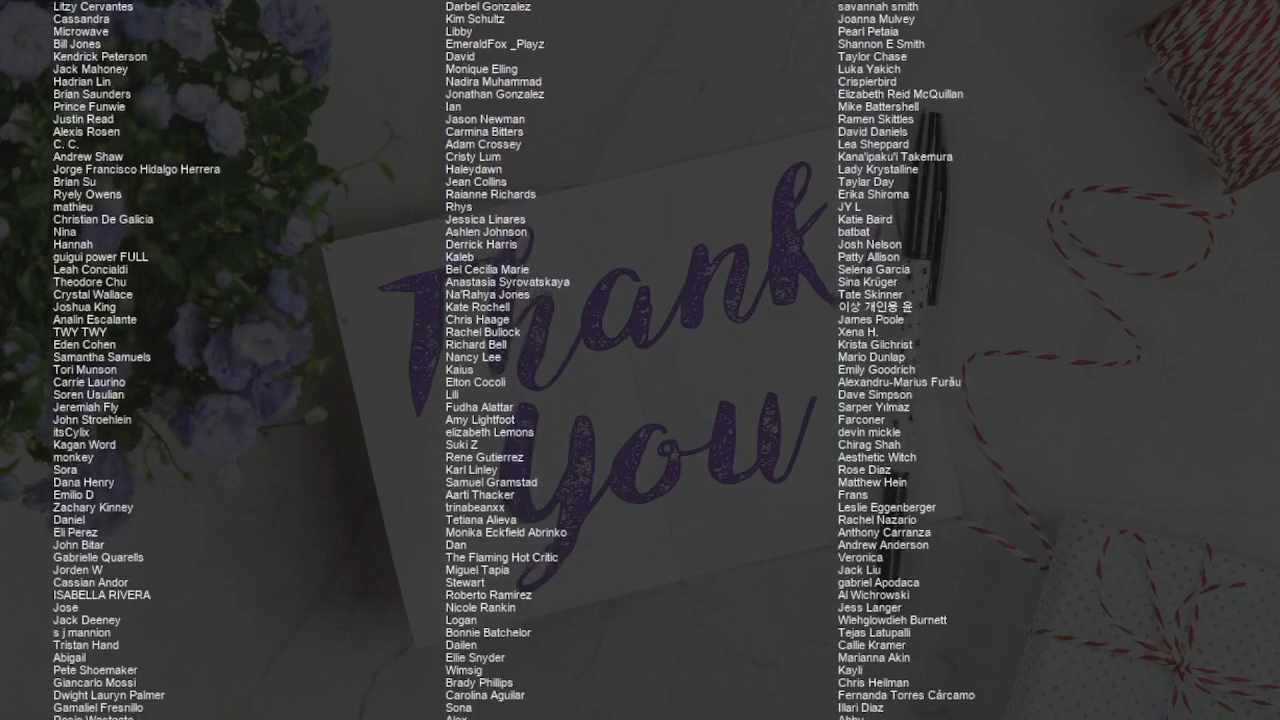 Litzy Cervantes
Cassandra
Microwave
Bill Jones
Kendrick Peterson
Jack Mahoney
Hadrian Lin
Brian Saunders
Prince Funwie
Justin Read
Alexis Rosen
C. C.
Andrew Shaw
Jorge Francisco Hidalgo Herrera
Brian Su
Ryely Owens
mathieu
Christian De Galicia
Nina
Hannah
guigui power FULL
Leah Concialdi
Theodore Chu
Crystal Wallace
Joshua King
Analin Escalante
TWY TWY
Eden Cohen
Samantha Samuels
Tori Munson
Carrie Laurino
Soren Usulian
Jeremiah Fly
John Stroehlein
itsCylix
Kagan Word
monkey
Sora
Dana Henry
Emilio D
Zachary Kinney
Daniel
Eli Perez
John Bitar
Gabrielle Quarells
Jorden W
Cassian Andor
ISABELLA RIVERA
Jose
Jack Deeney
s j mannion
Tristan Hand
Abigail
Pete Shoemaker
Giancarlo Mossi
Dwight Lauryn Palmer
Gamaliel Fresnillo
Darbel Gonzalez
Kim Schultz
Libby
EmeraldFox _Playz
David
Monique Elling
Nadira Muhammad
Jonathan Gonzalez
Ian
Jason Newman
Carmina Bitters
Adam Crossey
Cristy Lum
Haleydawn
Jean Collins
Raianne Richards
Rhys
Jessica Linares
Ashlen Johnson
Derrick Harris
Kaleb
Bel Cecilia Marie
Anastasia Syrovatskaya
Na'Rahya Jones
Kate Rochell
Chris Haage
Rachel Bullock
Richard Bell
Nancy Lee
Kaius
Elton Cocoli
Lili
Fudha Alattar
Amy Lightfoot
elizabeth Lemons
Suki Z
Rene Gutierrez
Karl Linley
Samuel Gramstad
Aarti Thacker
trinabeanxx
Tetiana Alieva
Monika Eckfield Abrinko
Dan
The Flaming Hot Critic
Miguel Tapia
Stewart
Roberto Ramirez
Nicole Rankin
Logan
Bonnie Batchelor
Dailen
Ellie Snyder
Wimsig
Brady Phillips
Carolina Aguilar
Sona
Alex
savannah smith
Joanna Mulvey
Pearl Petaia
Shannon E Smith
Taylor Chase
Luka Yakich
Crispierbird
Elizabeth Reid McQuillan
Mike Battershell
Ramen Skittles
David Daniels
Lea Sheppard
Kana'ipaku'i Takemura
Lady Krystalline
Taylar Day
Erika Shiroma
JY L
Katie Baird
batbat
Josh Nelson
Patty Allison
Selena Garcia
Sina Krüger
Tate Skinner
이상 개인용 윤
James Poole
Xena H.
Krista Gilchrist
Mario Dunlap
Emily Goodrich
Alexandru-Marius Furău
Dave Simpson
Sarper Yılmaz
Farconer
devin mickle
Chirag Shah
Aesthetic Witch
Rose Diaz
Matthew Hein
Frans
Leslie Eggenberger
Rachel Nazario
Anthony Carranza
Andrew Anderson
Veronica
Jack Liu
gabriel Apodaca
Al Wichrowski
Jess Langer
Wlehglowdieh Burnett
Tejas Latupalli
Callie Kramer
Marianna Akin
Kayli
Chris Heilman
Fernanda Torres Cárcamo
Illari Diaz
Abby
Thank
you